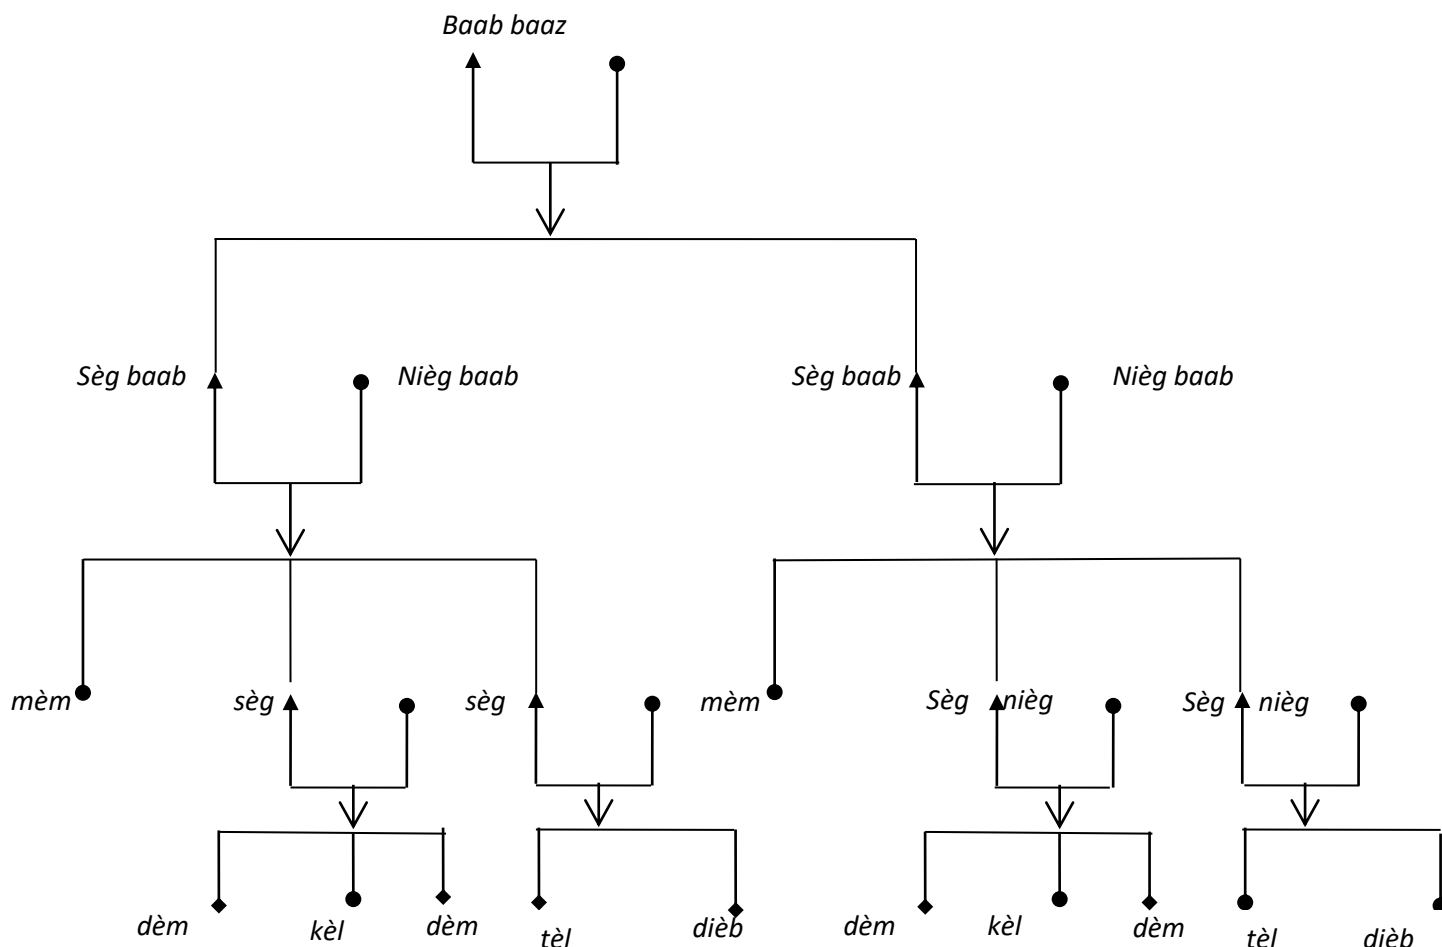 Baab baaz
Sèg baab Nièg baab Sèg baab Nièg baab
mèm sèg sèg mèm Sèg nièg Sèg nièg
dèm kèl dèm tèl dièb dèm kèl dèm tèl dièb